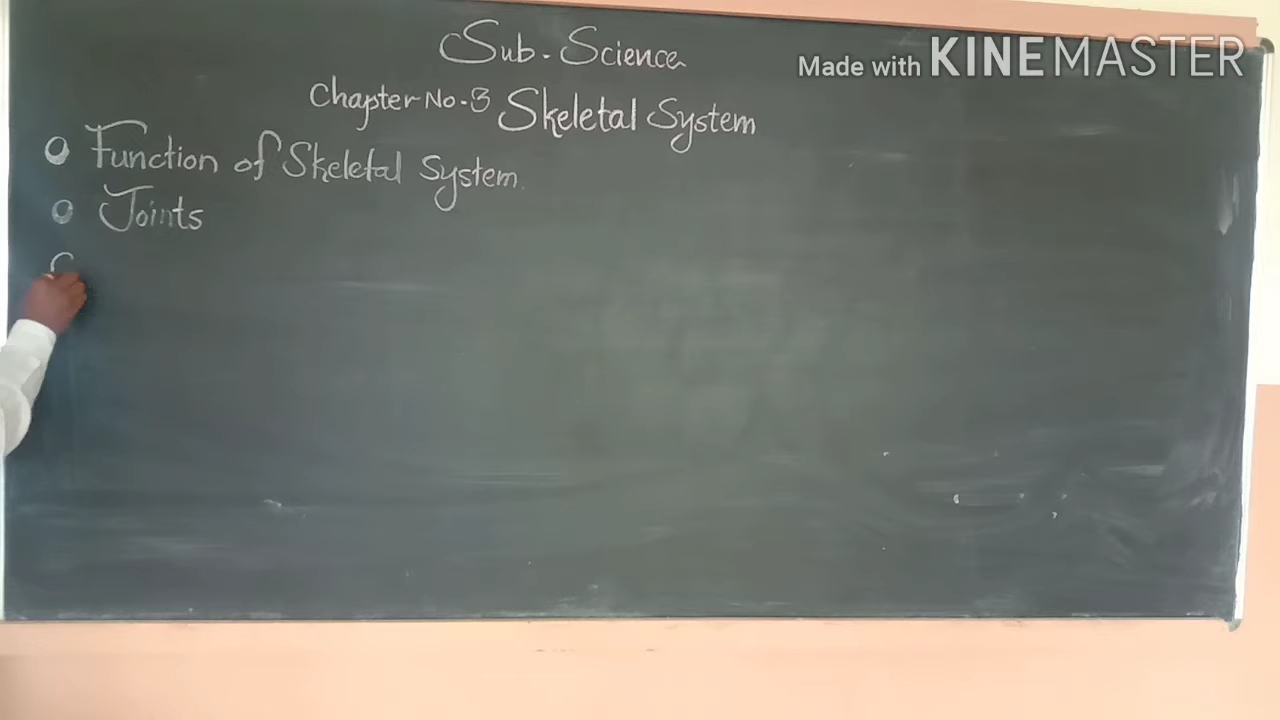 Sub - Science
Made with KINEMASTER
Chapter No. 3 Skeletal System
Function of Skeletal System.
Joints